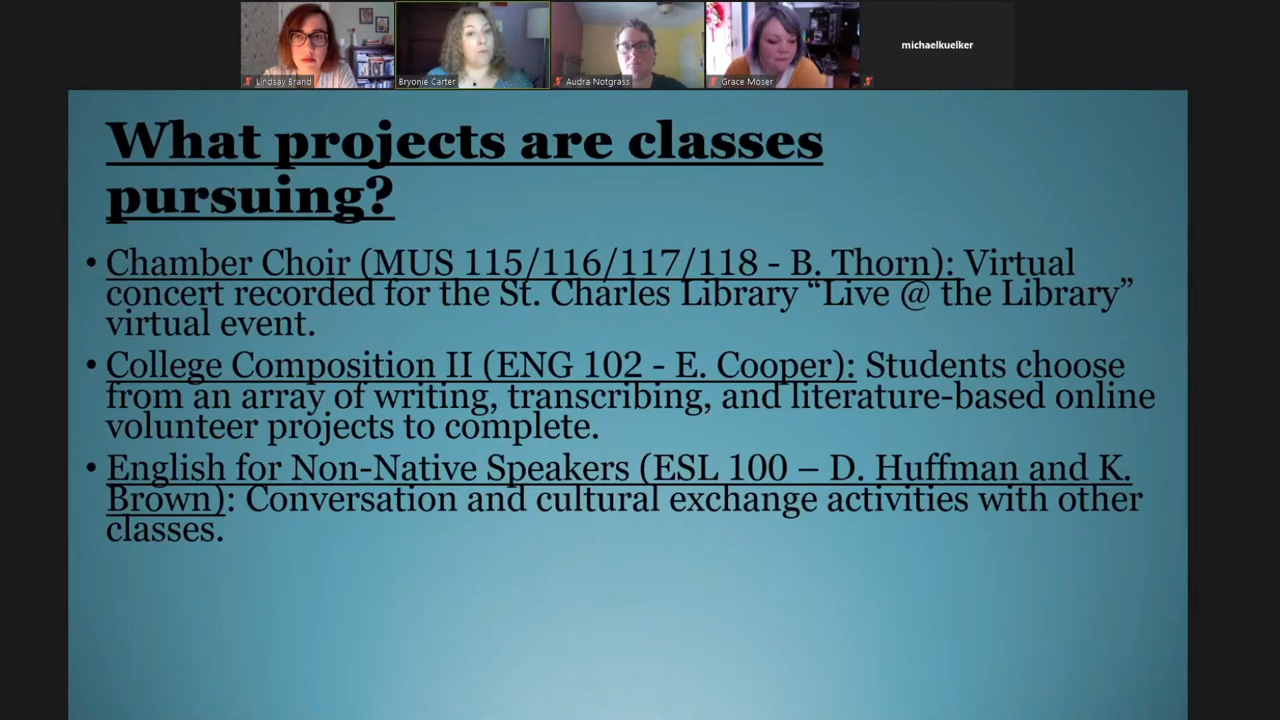 michaelkuelker
Lindsay Brand
Bryonie Carter
Audra Notgrass
Grace Moser
What projects are classes
pursuing?
• Chamber Choir (MUS 115/116/117/118 - B. Thorn): Virtual
concert recorded for the St. Charles Library “Live @ the Library”
virtual event.
• College Composition II (ENG 102 - E. Cooper): Students choose
from an array of writing, transcribing, and literature-based online
volunteer projects to complete.
• English for Non-Native Speakers (ESL 100 – D. Huffman and K.
Brown): Conversation and cultural exchange activities with other
classes.